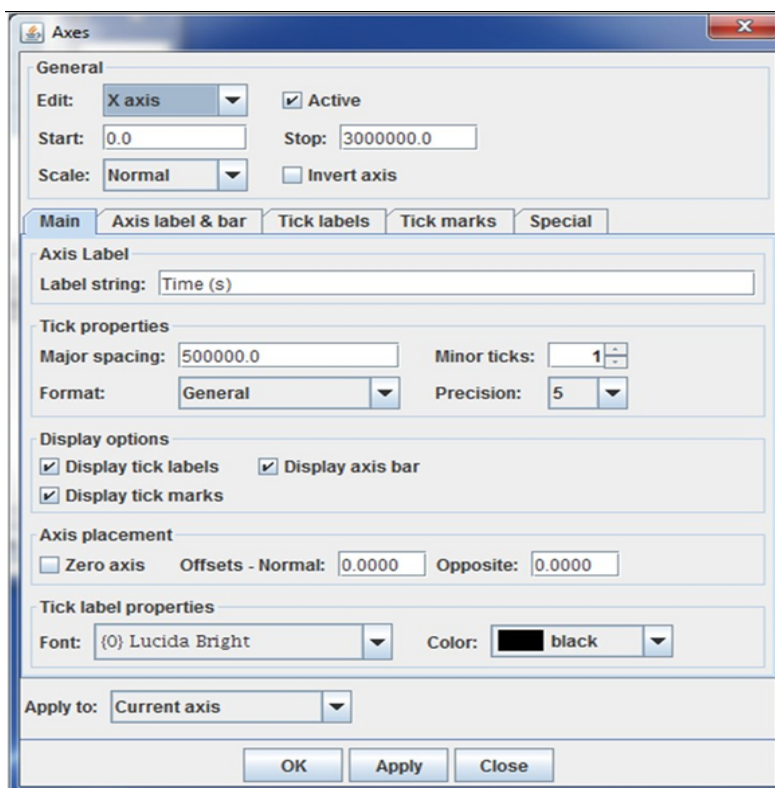 Axes
General
Edit: X axis Active
Start: 0.0 Stop: 3000000.0
Scale: Normal Invert axis
Main Axis label & bar Tick labels Tick marks Special
Axis Label
Label string: Time (s)
Tick properties
Major spacing: 500000.0 Minor ticks: 1
Format: General Precision: 5
Display options
Display tick labels Display axis bar
Display tick marks
Axis placement
Zero axis Offsets - Normal: 0.0000 Opposite: 0.0000
Tick label properties
Font: {0} Lucida Bright Color: black
Apply to: Current axis
OK Apply Close